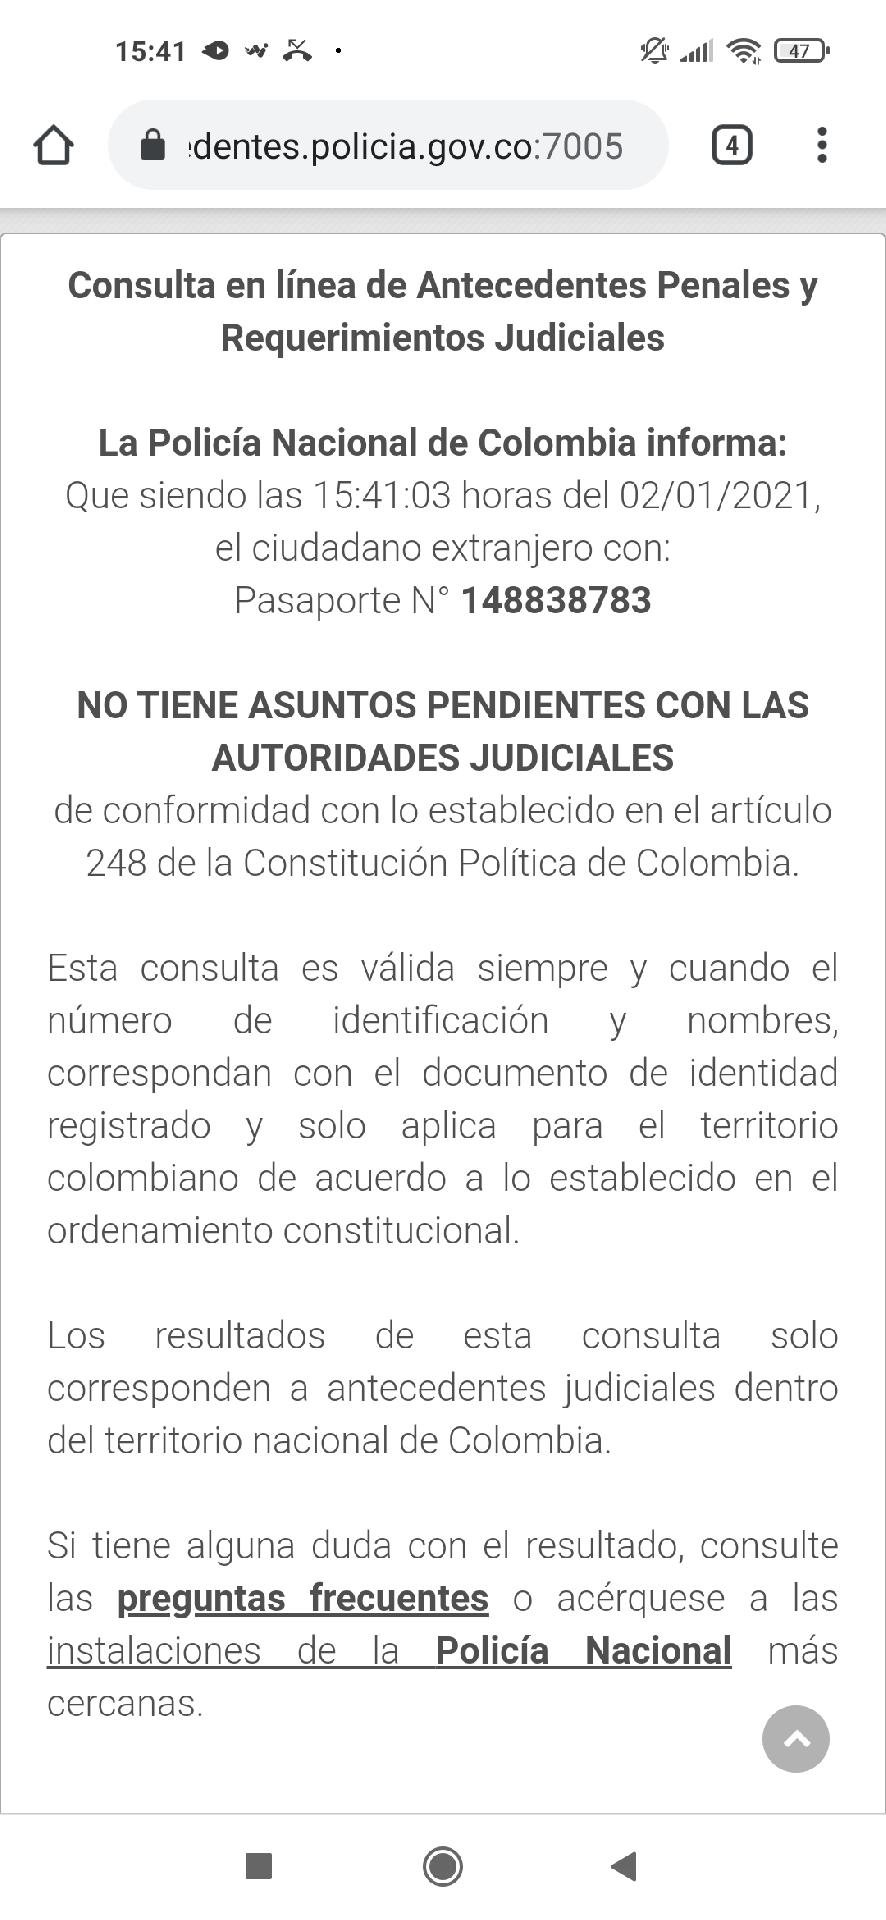 15:41
47
dentes.policia.gov.co:7005
4
Consulta en línea de Antecedentes Penales y
Requerimientos Judiciales
La Policía Nacional de Colombia informa:
Que siendo las 15:41:03 horas del 02/01/2021,
el ciudadano extranjero con:
Pasaporte N° 148838783
NO TIENE ASUNTOS PENDIENTES CON LAS
AUTORIDADES JUDICIALES
de conformidad con lo establecido en el artículo
248 de la Constitución Política de Colombia.
Esta consulta es válida siempre y cuando el
número de identificación y nombres,
correspondan con el documento de identidad
registrado y solo aplica para el territorio
colombiano de acuerdo a lo establecido en el
ordenamiento constitucional.
Los resultados de esta consulta solo
corresponden a antecedentes judiciales dentro
del territorio nacional de Colombia.
Si tiene alguna duda con el resultado, consulte
las preguntas frecuentes o acérquese a las
instalaciones de la Policía Nacional más
cercanas.